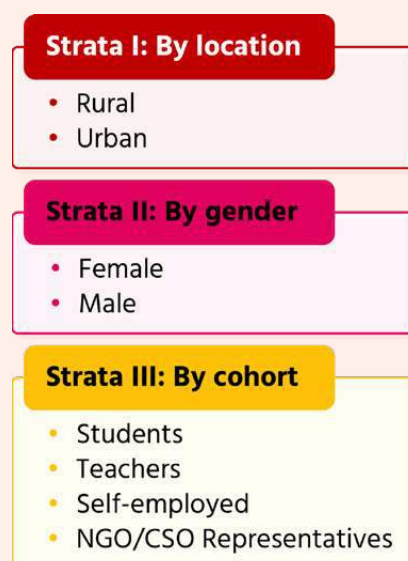 Strata I: By location
• Rural
• Urban
Strata II: By gender
• Female
• Male
Strata III: By cohort
• Students
• Teachers
• Self-employed
• NGO/CSO Representatives